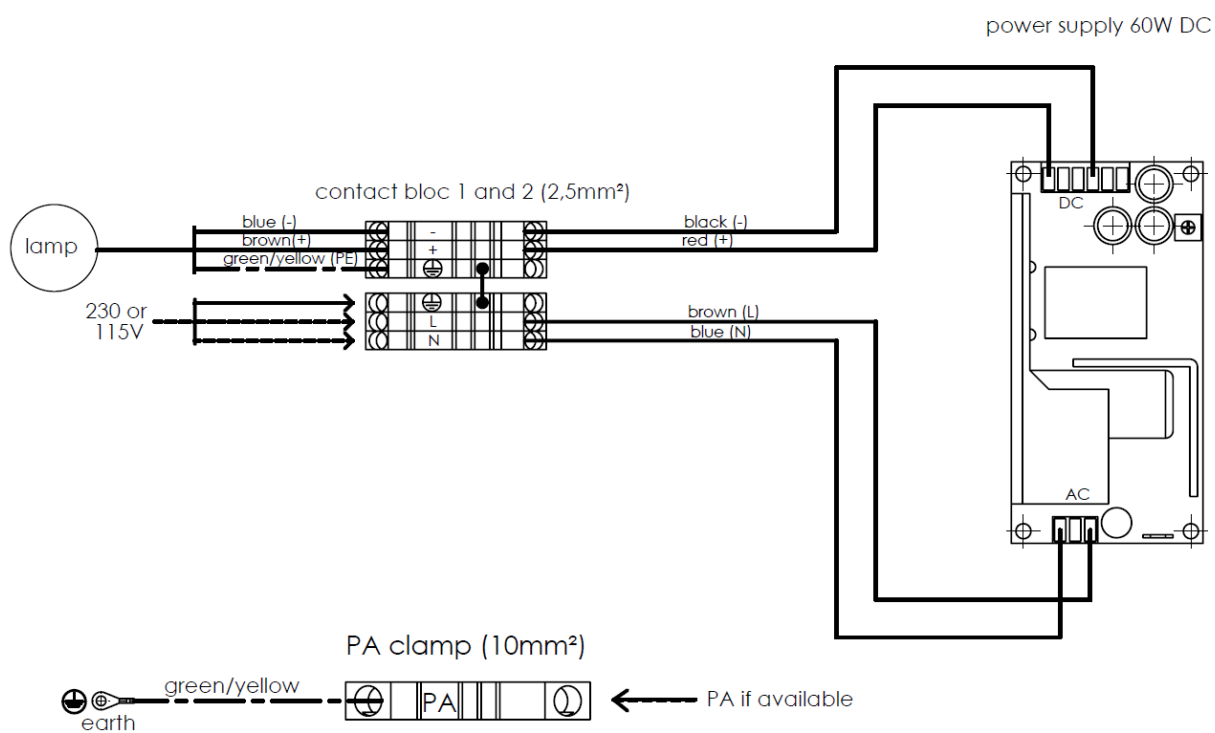 power supply 60W DC
contact bloc 1 and 2 (2,5mm²)
blue (-)
brown(+)
green/yellow (PE)
-
+
black (-)
red (+)
lamp
DC
230 or
115V
L
N
brown (L)
blue (N)
AC
PA clamp (10mm²)
green/yellow
earth
PA
PA if available